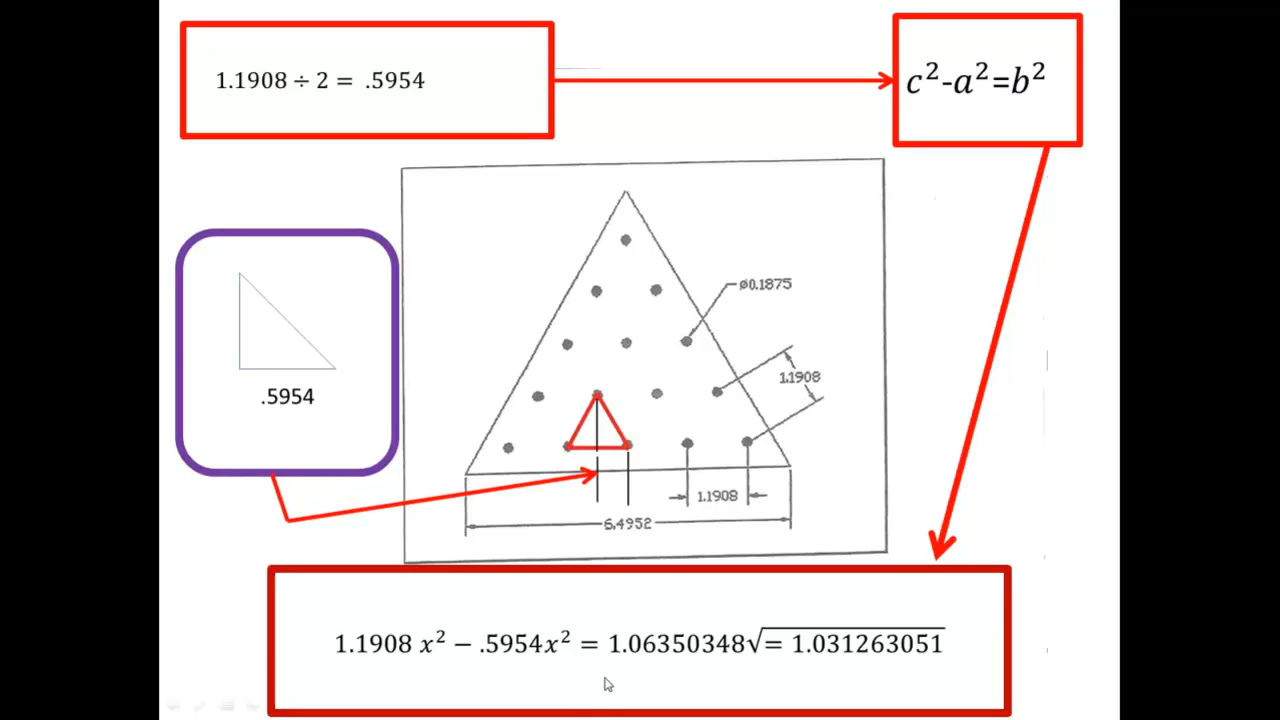 1.1908 ÷ 2 = .5954
c²-a²=b²
ø0.1875
1.1908
.5954
1.1908
6.4952
1.1908 x² − .5954x² = 1.06350348√= 1.031263051